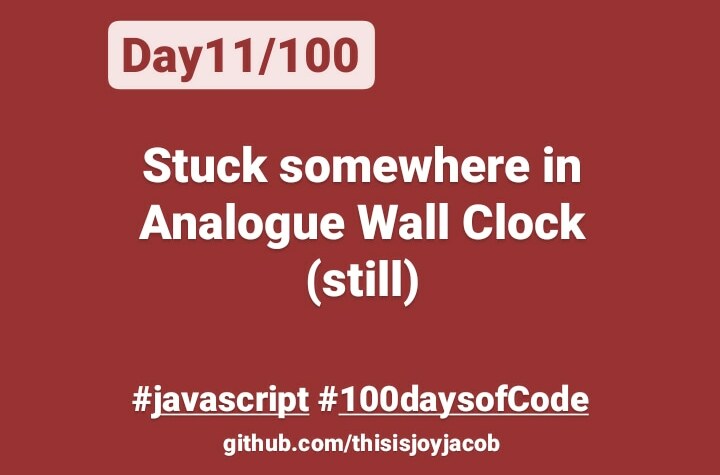 Day11/100
Stuck somewhere in
Analogue Wall Clock
(still)
#javascript #100daysofCode
github.com/thisisjoyjacob